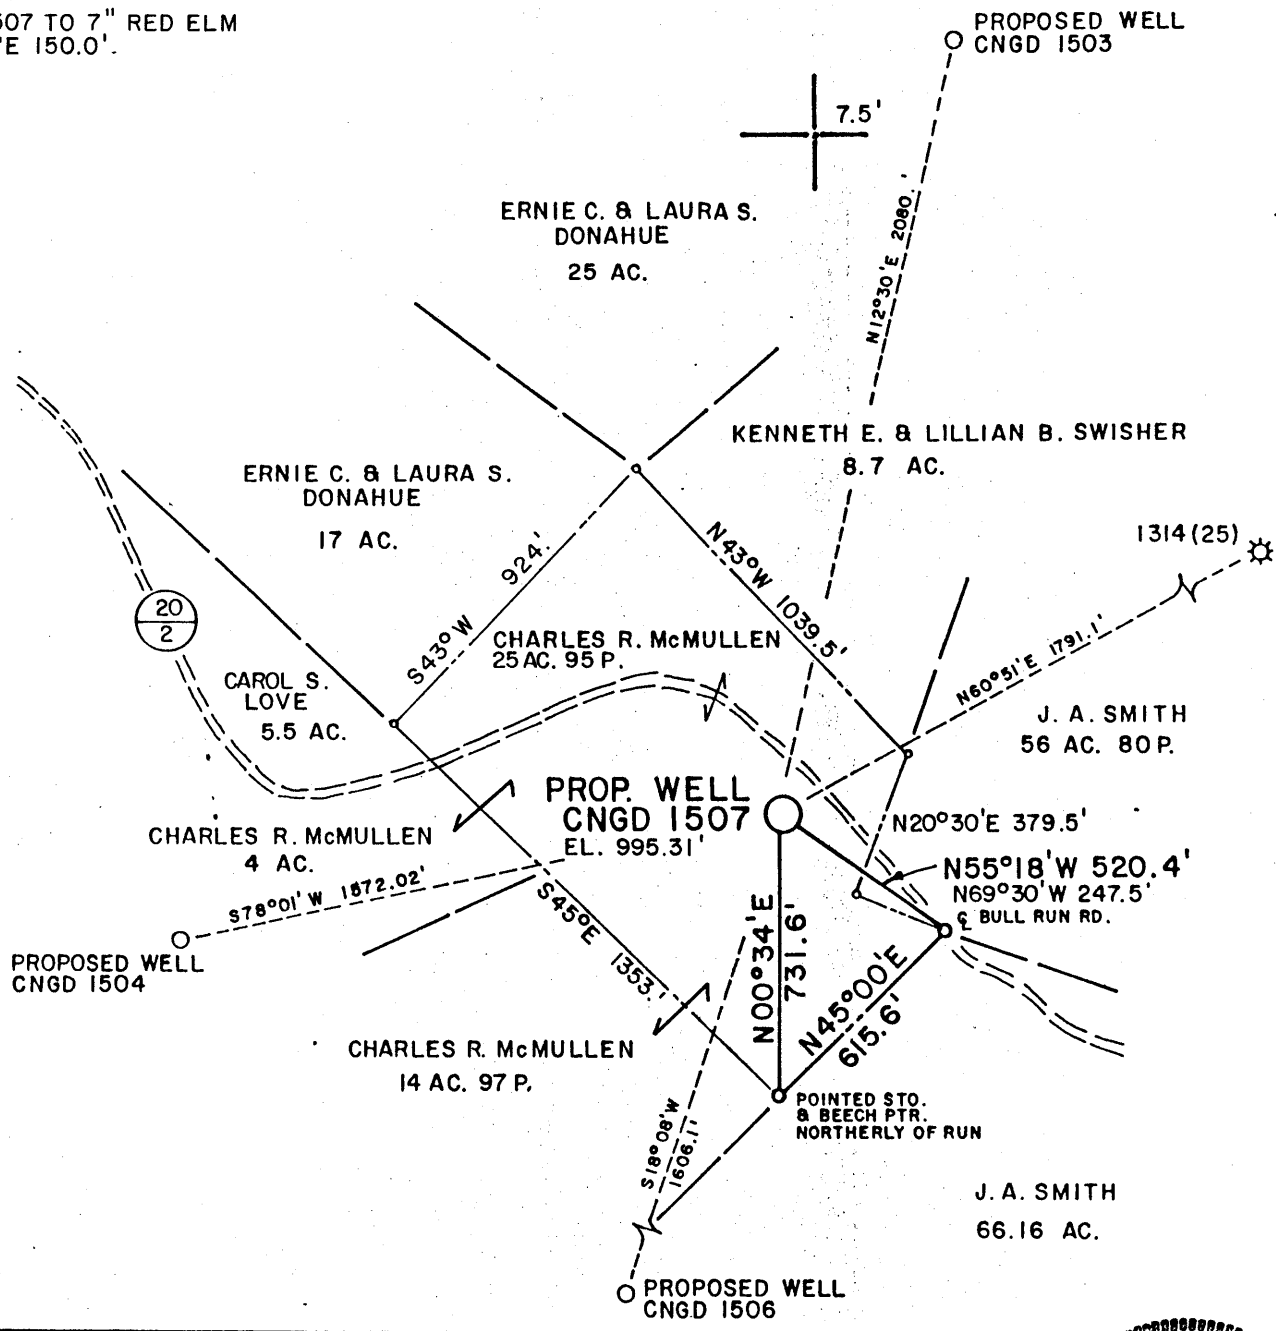 507 TO 7" RED ELM
'E 150.0'.
PROPOSED WELL
CNGD 1503
7.5'
ERNIE C. & LAURA S.
DONAHUE
25 AC.
N12°30'E 2080.'
KENNETH E. & LILLIAN B. SWISHER
8.7 AC.
ERNIE C. & LAURA S.
DONAHUE
17 AC.
N43°W 1039.5'
1314(25)
S43°W 924.'
20
2
CHARLES R. McMULLEN
25 AC. 95 P.
N60°51'E 1791.1'
CAROL S.
LOVE
5.5 AC.
J. A. SMITH
56 AC. 80 P.
PROP. WELL
CNGD 1507
EL. 995.31'
N20°30'E 379.5'
CHARLES R. McMULLEN
4 AC.
N55°18'W 520.4'
N69°30'W 247.5'
℄ BULL RUN RD.
S78°01'W 1572.02'
S45°E 1353.'
N00°34'E
731.6'
N45°00'E
615.6'
PROPOSED WELL
CNGD 1504
CHARLES R. McMULLEN
14 AC. 97 P.
POINTED STO.
& BEECH PTR.
NORTHERLY OF RUN
S18°08'W
1606.1'
J. A. SMITH
66.16 AC.
PROPOSED WELL
CNGD 1506